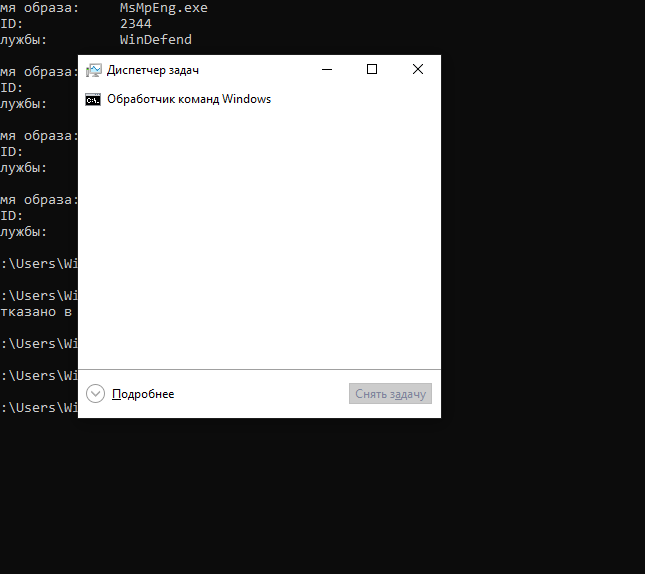 мя образа: MsMpEng.exe
ID: 2344
лужбы: WinDefend
Диспетчер задач
Обработчик команд Windows
мя образа:
ID:
лужбы:
мя образа:
ID:
лужбы:
мя образа:
ID:
лужбы:
:\Users\Wi
:\Users\Wi
тказано в
:\Users\Wi
:\Users\Wi
:\Users\Wi
Подробнее
Снять задачу